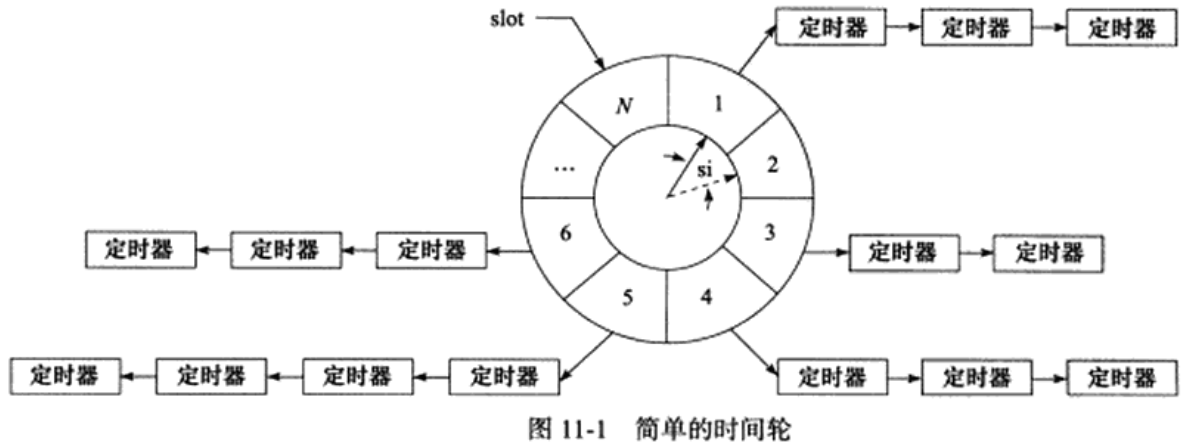 slot
定时器 定时器 定时器
N 1
... si 2
6 3
定时器 定时器 定时器
定时器 定时器
5 4
定时器 定时器 定时器 定时器
定时器 定时器 定时器
图 11-1 简单的时间轮